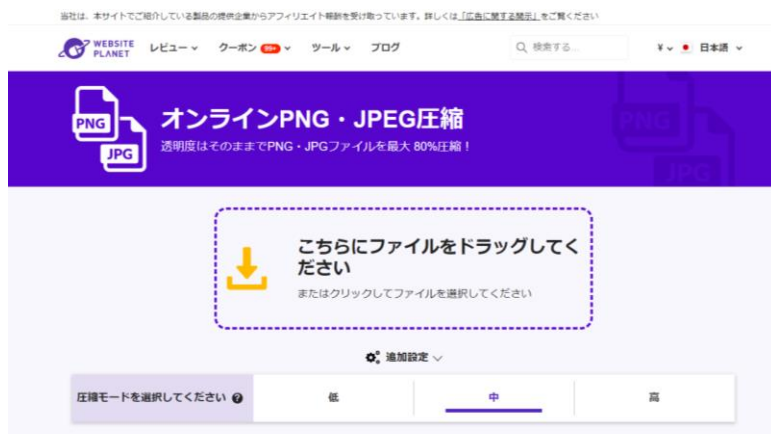 当社は、本サイトでご紹介している製品の提供企業からアフィリエイト報酬を受け取っています。詳しくは「広告に関する開示」をご覧ください
WEBSITE PLANET レビュー クーポン 99+ ツール ブログ 検索する... ¥ 日本語
PNG
JPG
オンラインPNG・JPEG圧縮
透明度はそのままでPNG・JPGファイルを最大 80%圧縮！
PNG
JPG
こちらにファイルをドラッグしてく
ださい
またはクリックしてファイルを選択してください
追加設定
圧縮モードを選択してください ? 低 中 高